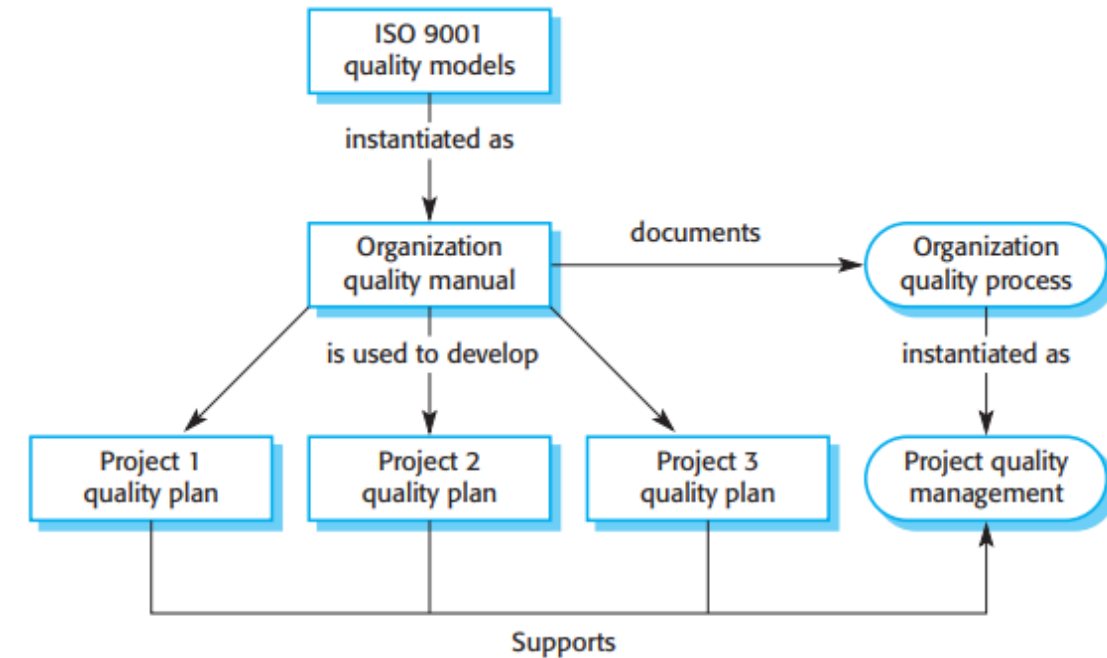 ISO 9001
quality models
instantiated as
Organization
quality manual
documents
Organization
quality process
is used to develop
instantiated as
Project 1
quality plan
Project 2
quality plan
Project 3
quality plan
Project quality
management
Supports